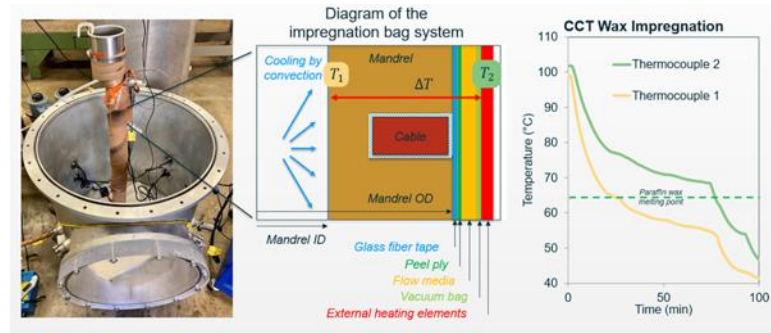 Diagram of the
impregnation bag system
Cooling by
convection
T₁
Mandrel
T₂
ΔT
Cable
Mandrel OD
Mandrel ID
Glass fiber tape
Peel ply
Flow media
Vacuum bag
External heating elements
CCT Wax Impregnation
Thermocouple 2
Thermocouple 1
Paraffin wax
melting point
Temperature (°C)
110
100
90
80
70
60
50
40
0
50
100
Time (min)